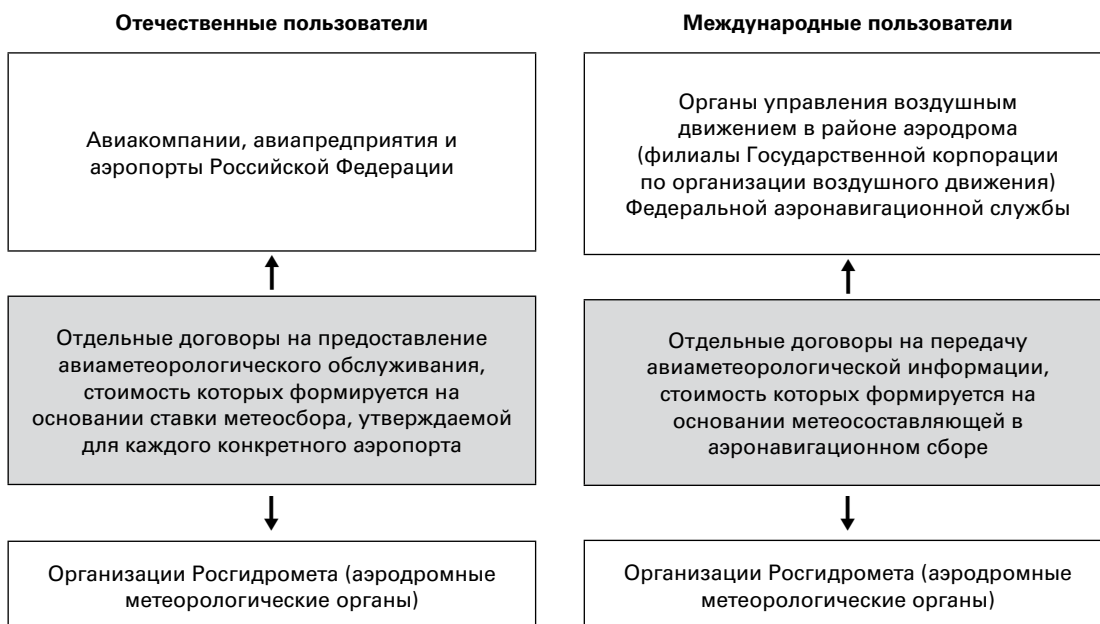 Отечественные пользователи
Авиакомпании, авиапредприятия и
аэропорты Российской Федерации
Отдельные договоры на предоставление
авиаметеорологического обслуживания,
стоимость которых формируется на
основании ставки метеосбора, утверждаемой
для каждого конкретного аэропорта
Организации Росгидромета (аэродромные
метеорологические органы)
Международные пользователи
Органы управления воздушным
движением в районе аэродрома
(филиалы Государственной корпорации
по организации воздушного движения)
Федеральной аэронавигационной службы
Отдельные договоры на передачу
авиаметеорологической информации,
стоимость которых формируется на
основании метеосоставляющей в
аэронавигационном сборе
Организации Росгидромета (аэродромные
метеорологические органы)